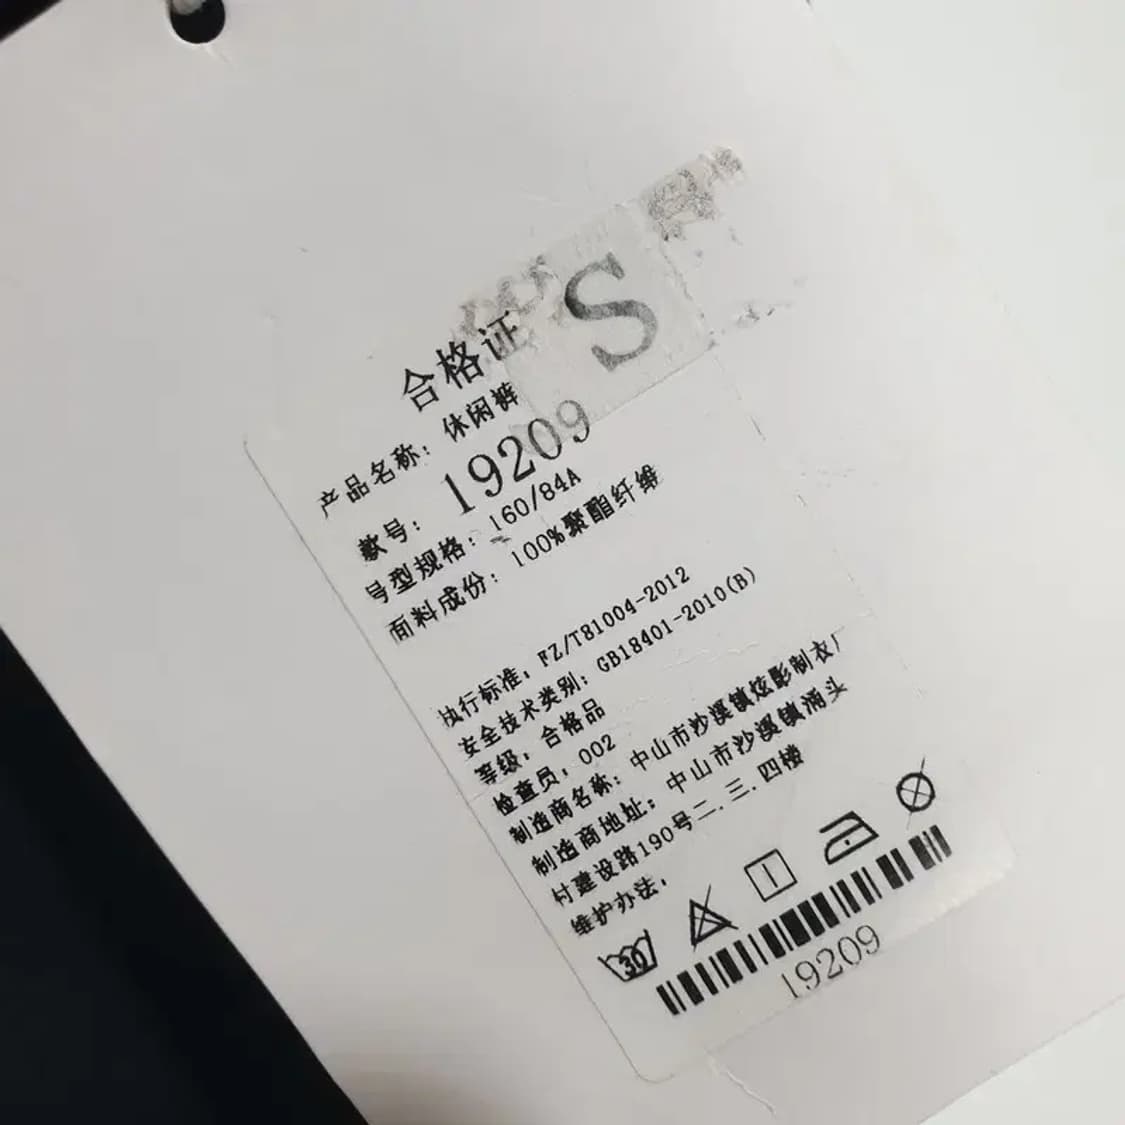 S
合格证
产品名称：休闲裤
款号：19209
号型规格：160/84A
面料成份：100%聚酯纤维
执行标准：FZ/T81004-2012
安全技术类别：GB18401-2010(B)
等级：合格品
检查员：002
制造商名称：中山市沙溪镇炫影制衣厂
制造商地址：中山市沙溪镇涌头
村建设路190号二.三.四楼
维护办法：
30
19209